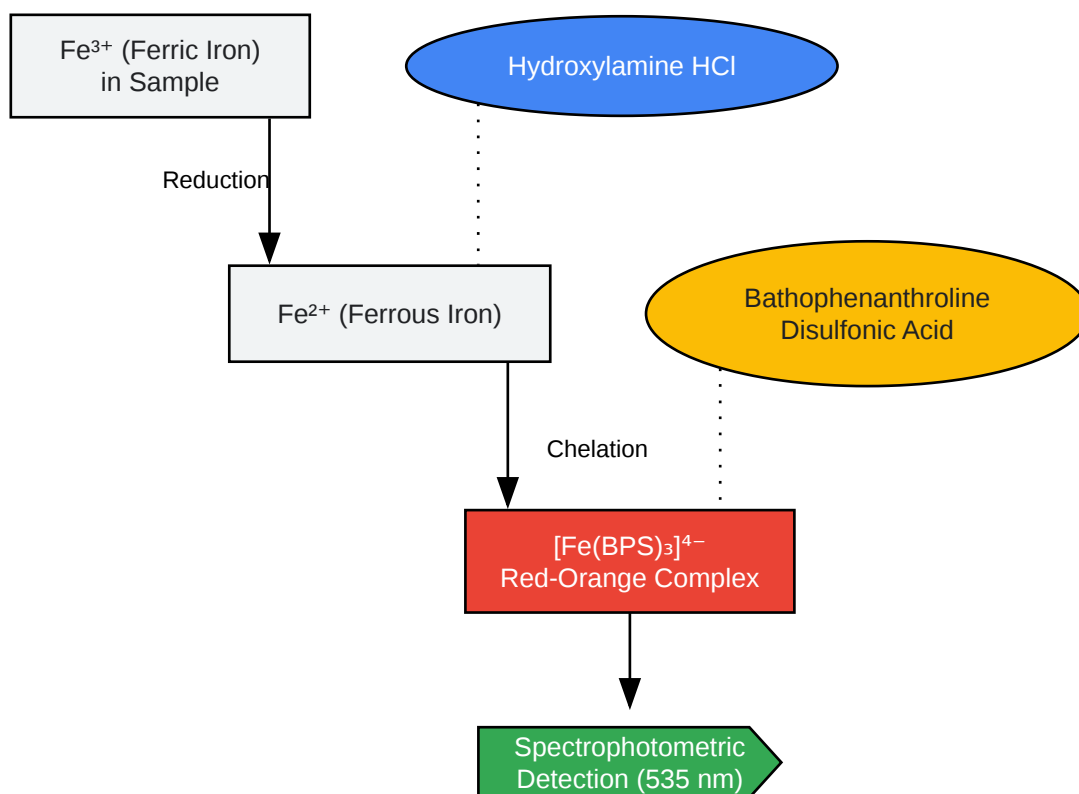 Fe³⁺ (Ferric Iron)
in Sample
Hydroxylamine HCl
Reduction
Fe²⁺ (Ferrous Iron)
Bathophenanthroline
Disulfonic Acid
Chelation
[Fe(BPS)₃]⁴⁻
Red-Orange Complex
Spectrophotometric
Detection (535 nm)